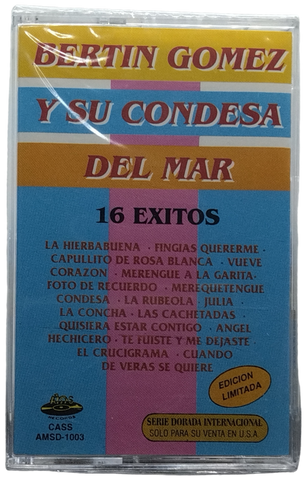 BERTIN GOMEZ
Y SU CONDESA
DEL MAR
16 EXITOS
LA HIERBABUENA · FINGIAS QUERERME ·
CAPULLITO DE ROSA BLANCA · VUEVE
CORAZON · MERENGUE A LA GARITA·
FOTO DE RECUERDO · MEREQUETENGUE
CONDESA · LA RUBEOLA · JULIA ·
LA CONCHA · LAS CACHETADAS ·
QUISIERA ESTAR CONTIGO · ANGEL
HECHICERO · TE FUISTE Y ME DEJASTE ·
EL CRUCIGRAMA · CUANDO
DE VERAS SE QUIERE
EDICION
LIMITADA
CASS
AMSD-1003
SERIE DORADA INTERNACIONAL
SOLO PARA SU VENTA EN U.S.A